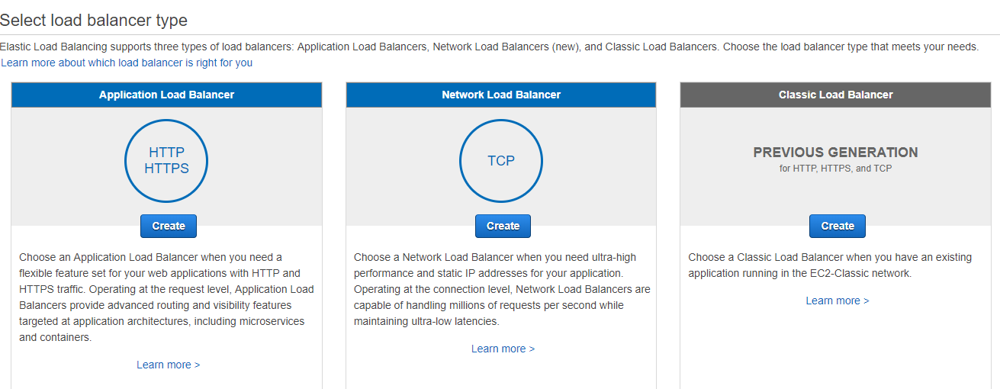 Select load balancer type
Elastic Load Balancing supports three types of load balancers: Application Load Balancers, Network Load Balancers (new), and Classic Load Balancers. Choose the load balancer type that meets your needs.
Learn more about which load balancer is right for you
Application Load Balancer
HTTP
HTTPS
Create
Choose an Application Load Balancer when you need a
flexible feature set for your web applications with HTTP and
HTTPS traffic. Operating at the request level, Application Load
Balancers provide advanced routing and visibility features
targeted at application architectures, including microservices
and containers.
Learn more >
Network Load Balancer
TCP
Create
Choose a Network Load Balancer when you need ultra-high
performance and static IP addresses for your application.
Operating at the connection level, Network Load Balancers are
capable of handling millions of requests per second while
maintaining ultra-low latencies.
Learn more >
Classic Load Balancer
PREVIOUS GENERATION
for HTTP, HTTPS, and TCP
Create
Choose a Classic Load Balancer when you have an existing
application running in the EC2-Classic network.
Learn more >